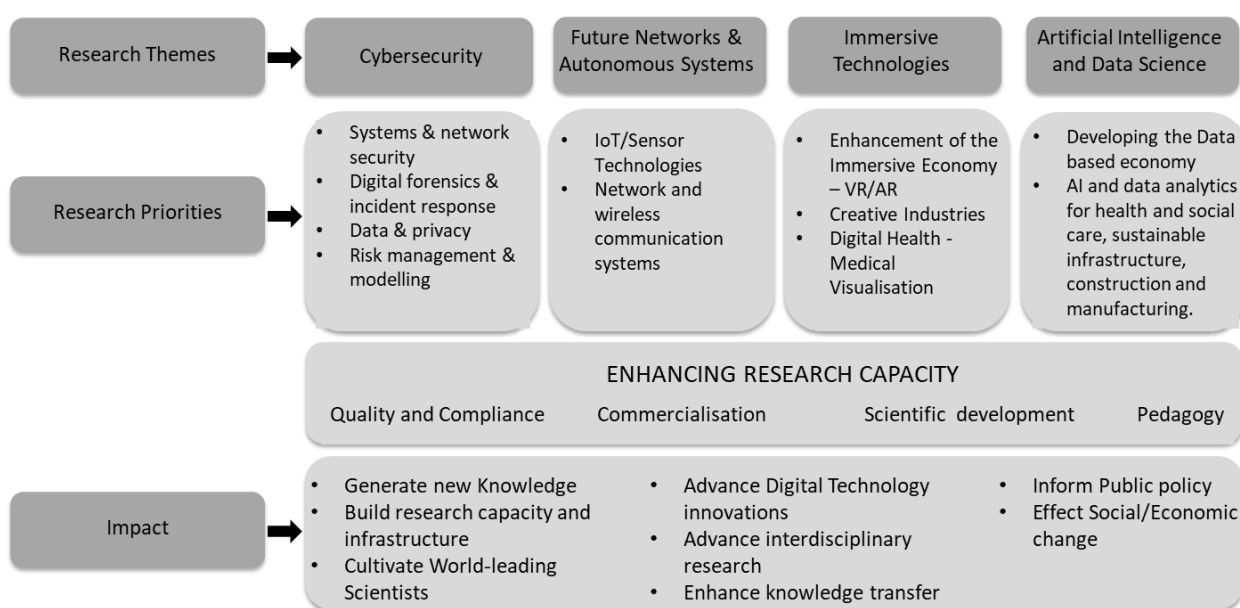 Research Themes
Cybersecurity
Future Networks &
Autonomous Systems
Immersive
Technologies
Artificial Intelligence
and Data Science
Research Priorities
• Systems & network
security
• Digital forensics &
incident response
• Data & privacy
• Risk management &
modelling
• IoT/Sensor
Technologies
• Network and
wireless
communication
systems
• Enhancement of the
Immersive Economy
– VR/AR
• Creative Industries
• Digital Health -
Medical
Visualisation
• Developing the Data
based economy
• AI and data analytics
for health and social
care, sustainable
infrastructure,
construction and
manufacturing.
ENHANCING RESEARCH CAPACITY
Quality and Compliance Commercialisation Scientific development Pedagogy
Impact
• Generate new Knowledge
• Build research capacity and
infrastructure
• Cultivate World-leading
Scientists
• Advance Digital Technology
innovations
• Advance interdisciplinary
research
• Enhance knowledge transfer
• Inform Public policy
• Effect Social/Economic
change